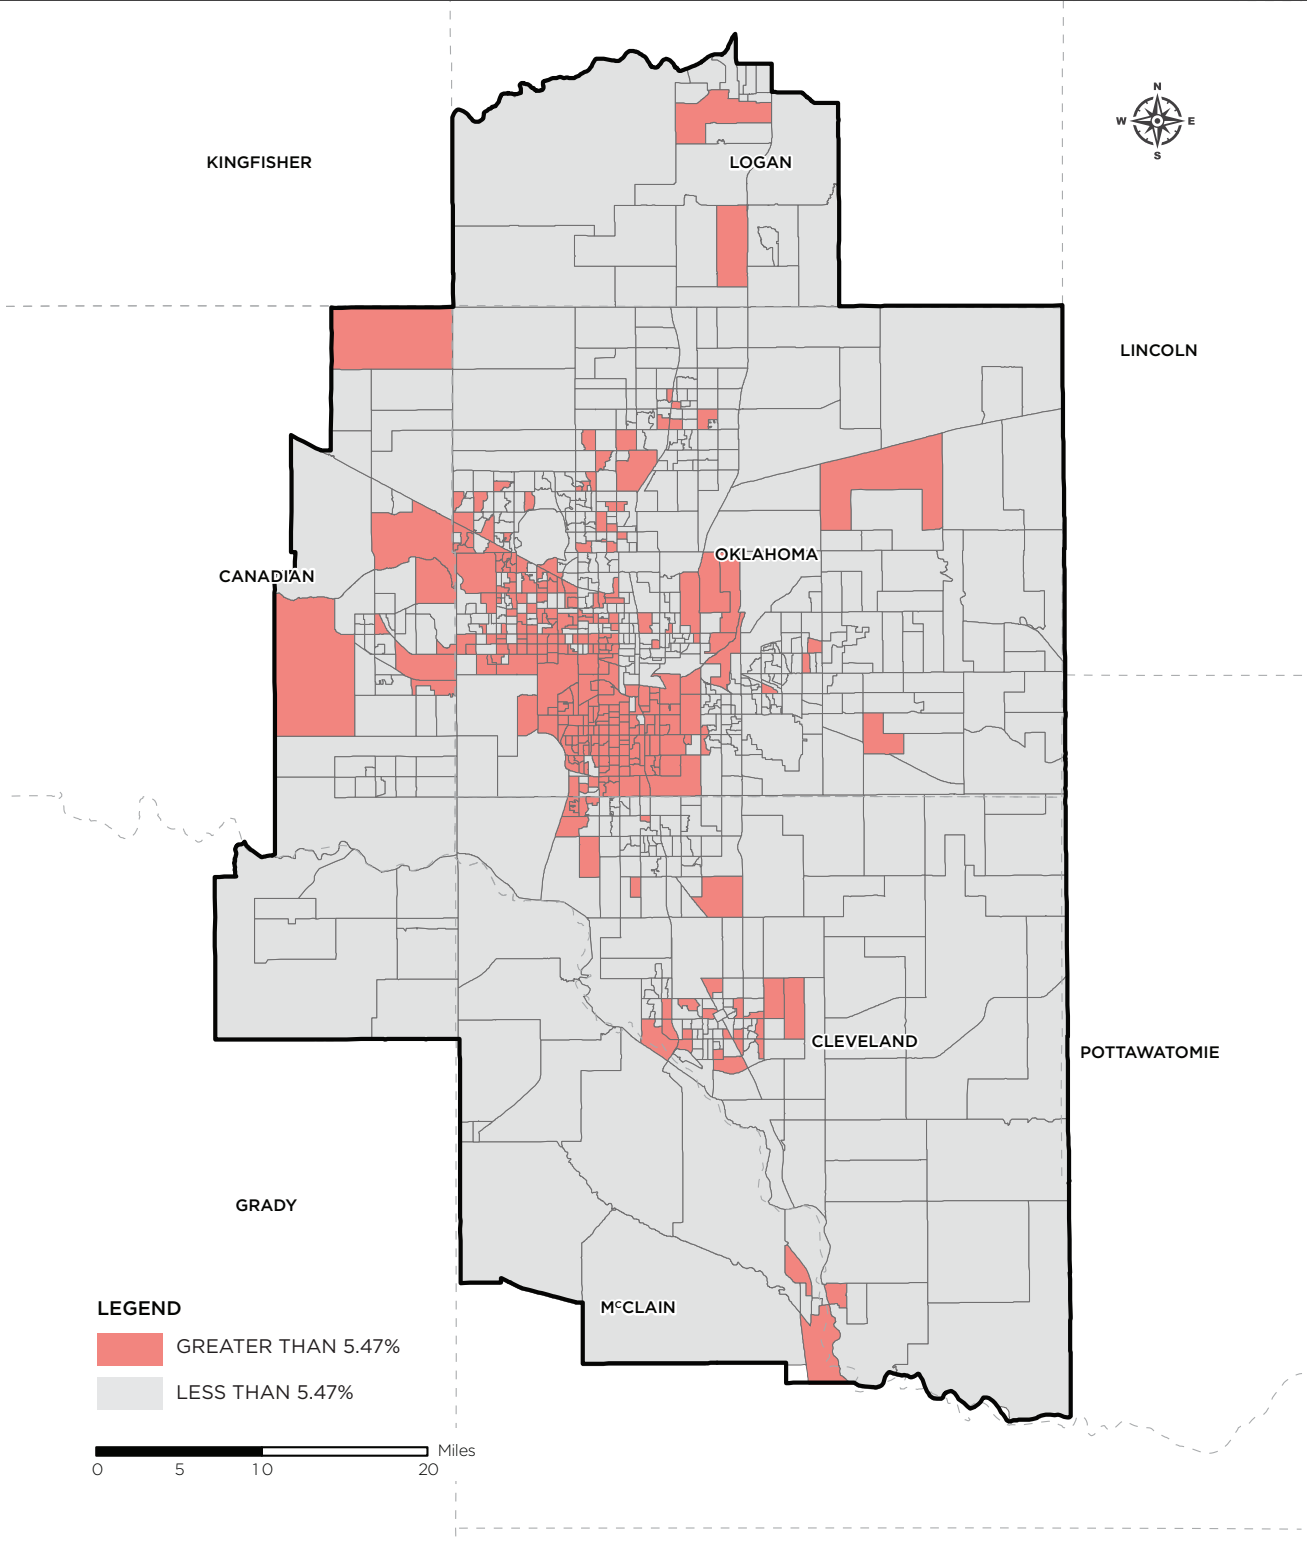 N
W E
S
KINGFISHER
LOGAN
LINCOLN
OKLAHOMA
CANADIAN
CLEVELAND
POTTAWATOMIE
GRADY
McCLAIN
LEGEND
GREATER THAN 5.47%
LESS THAN 5.47%
Miles
0 5 10 20